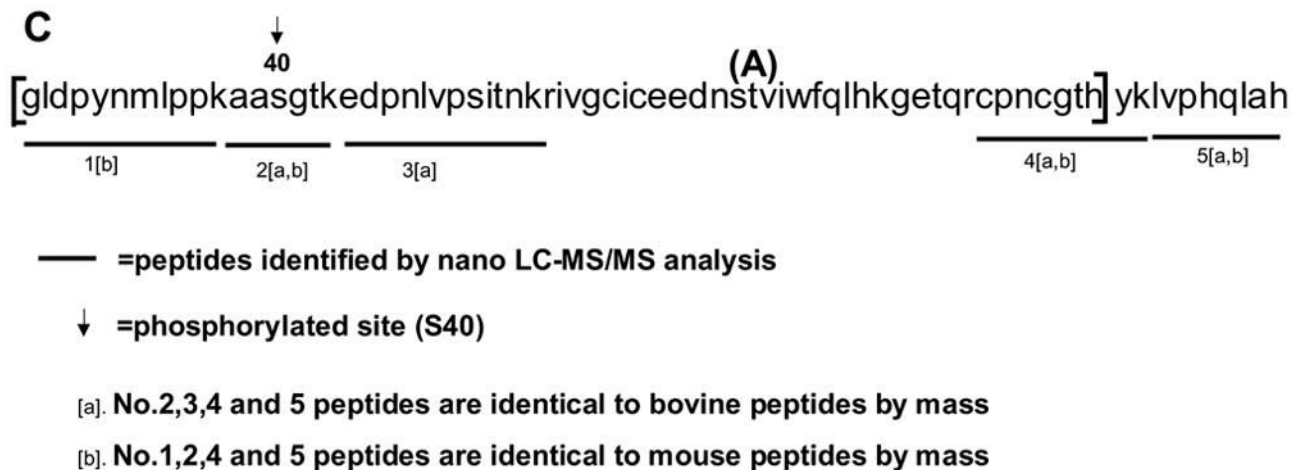 C
40
(A)
[gldpynmlppkaasgtkedpnlvpsitnkrivgciceednstviwfqlhkgetqrcpncgth] yklvphqlah
1[b] 2[a,b] 3[a] 4[a,b] 5[a,b]
=peptides identified by nano LC-MS/MS analysis
↓ =phosphorylated site (S40)
[a]. No.2,3,4 and 5 peptides are identical to bovine peptides by mass
[b]. No.1,2,4 and 5 peptides are identical to mouse peptides by mass